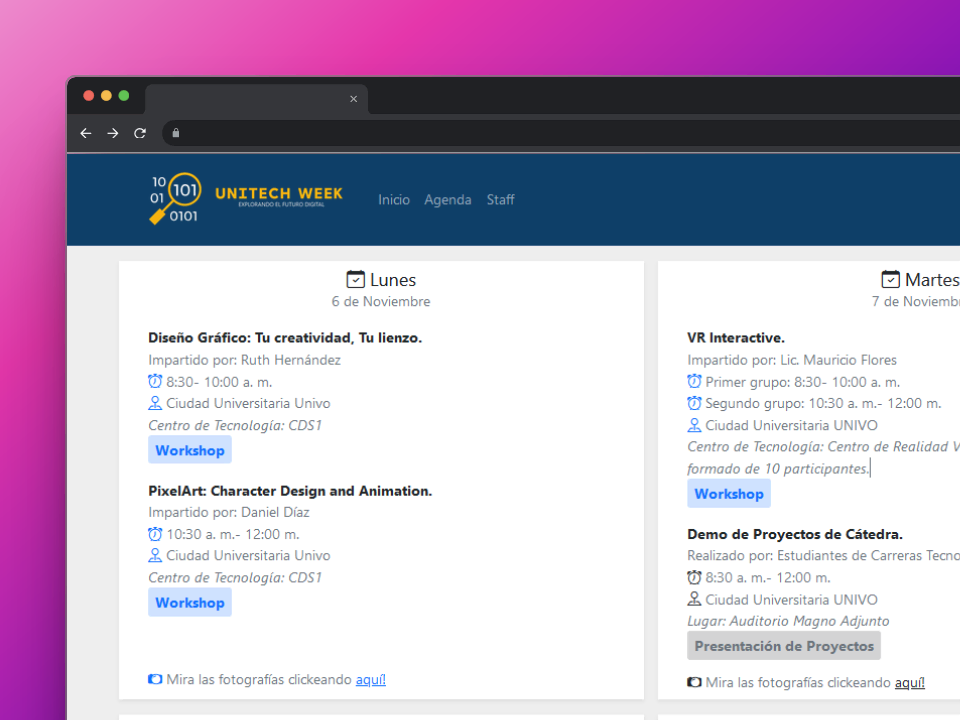 10
101
01
0101
UNITECH WEEK
EXPLORANDO EL FUTURO DIGITAL
Inicio Agenda Staff
Lunes
6 de Noviembre
Diseño Gráfico: Tu creatividad, Tu lienzo.
Impartido por: Ruth Hernández
8:30- 10:00 a. m.
Ciudad Universitaria Univo
Centro de Tecnología: CDS1
Workshop
PixelArt: Character Design and Animation.
Impartido por: Daniel Díaz
10:30 a. m.- 12:00 m.
Ciudad Universitaria Univo
Centro de Tecnología: CDS1
Workshop
Mira las fotografías clickeando aquí!
Martes
7 de Noviemb
VR Interactive.
Impartido por: Lic. Mauricio Flores
Primer grupo: 8:30- 10:00 a. m.
Segundo grupo: 10:30 a. m.- 12:00 m.
Ciudad Universitaria UNIVO
Centro de Tecnología: Centro de Realidad V
formado de 10 participantes.
Workshop
Demo de Proyectos de Cátedra.
Realizado por: Estudiantes de Carreras Tecno
8:30 a. m.- 12:00 m.
Ciudad Universitaria UNIVO
Lugar: Auditorio Magno Adjunto
Presentación de Proyectos
Mira las fotografías clickeando aquí!